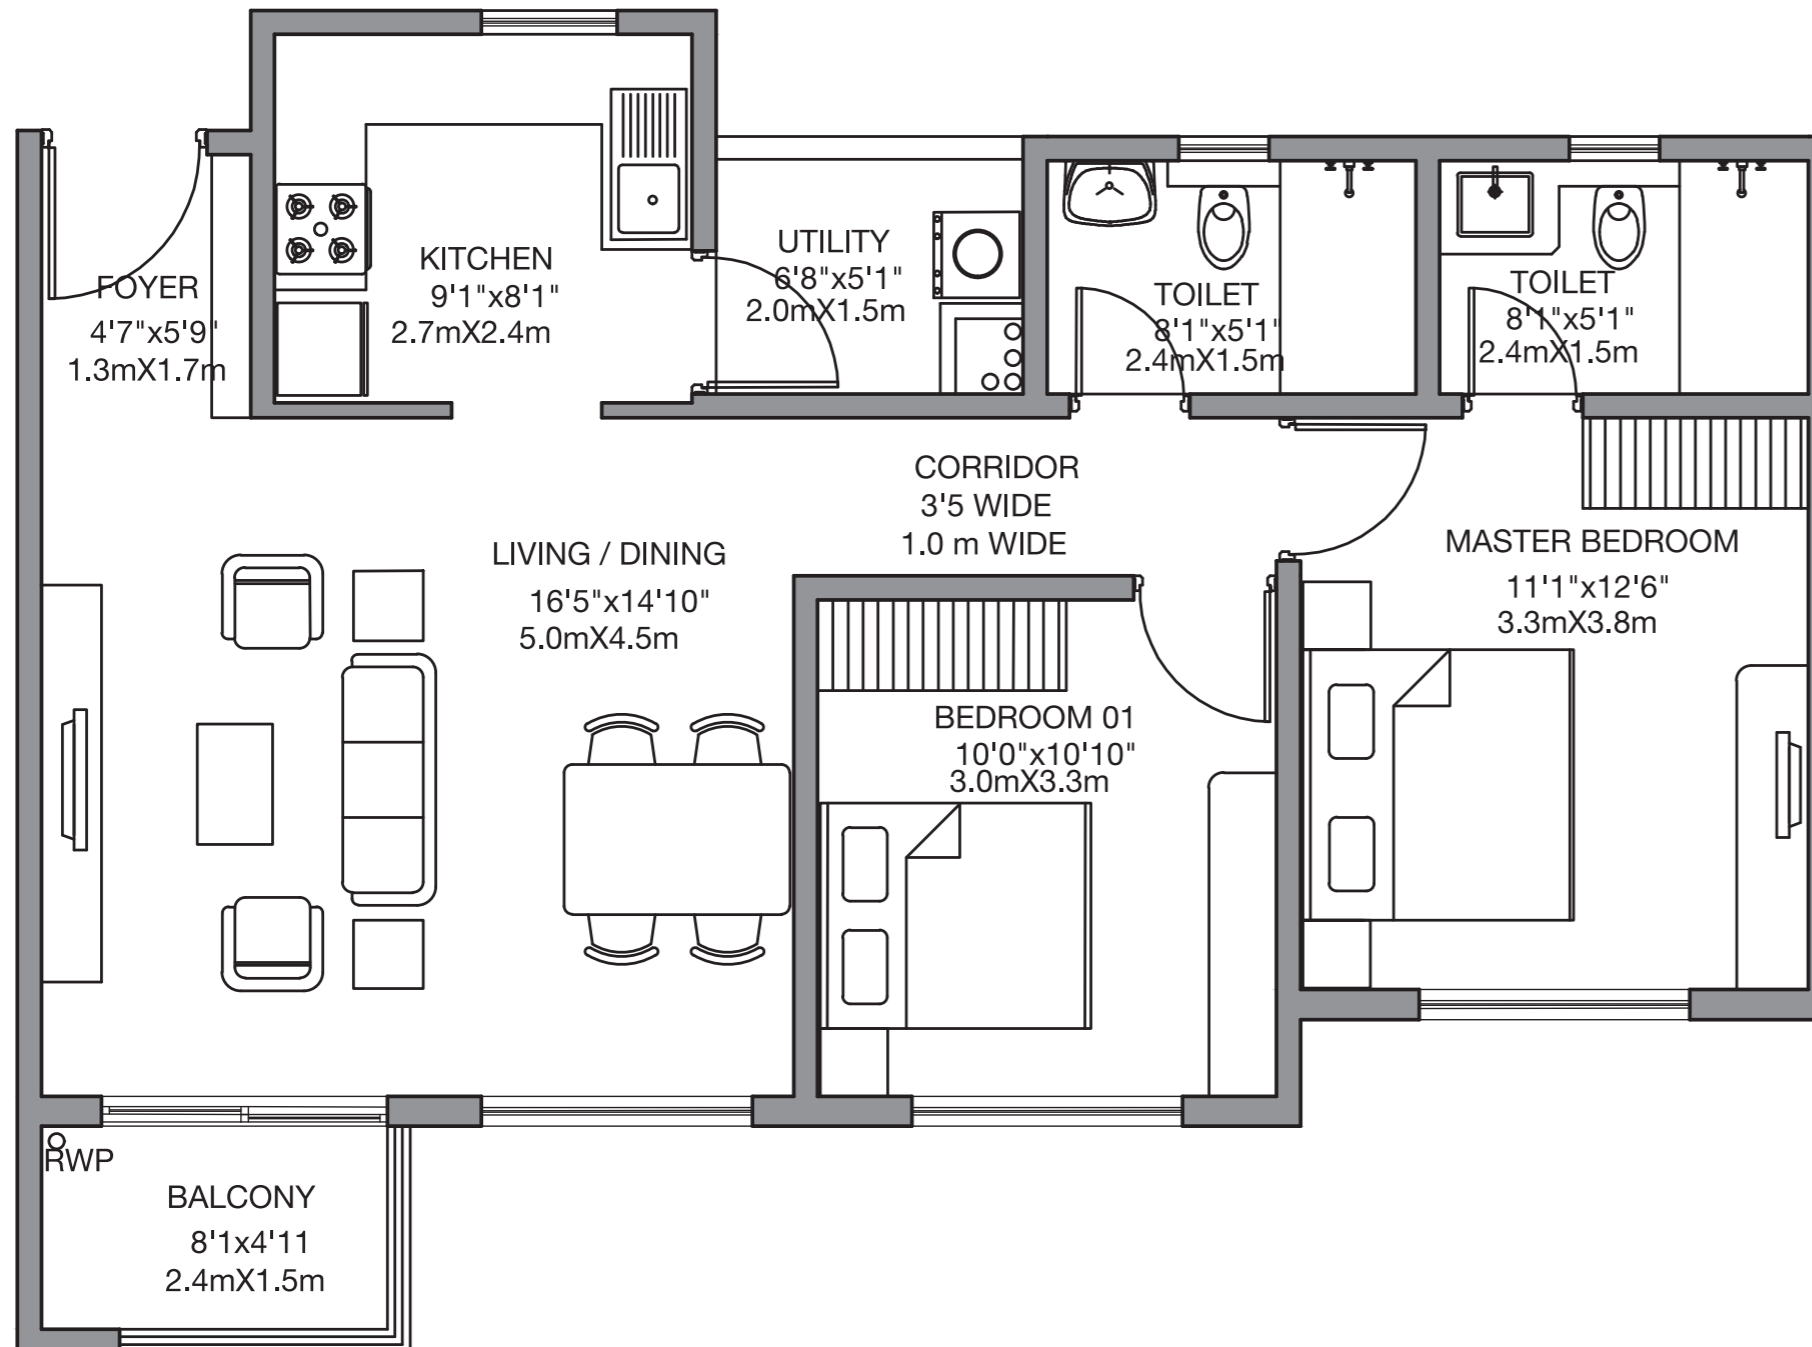 FOYER
4'7"x5'9"
1.3mX1.7m
KITCHEN
9'1"x8'1"
2.7mX2.4m
UTILITY
6'8"x5'1"
2.0mX1.5m
TOILET
8'1"x5'1"
2.4mX1.5m
TOILET
8'1"x5'1"
2.4mX1.5m
CORRIDOR
3'5 WIDE
1.0 m WIDE
LIVING / DINING
16'5"x14'10"
5.0mX4.5m
MASTER BEDROOM
11'1"x12'6"
3.3mX3.8m
BEDROOM 01
10'0"x10'10"
3.0mX3.3m
RWP
BALCONY
8'1x4'11
2.4mX1.5m